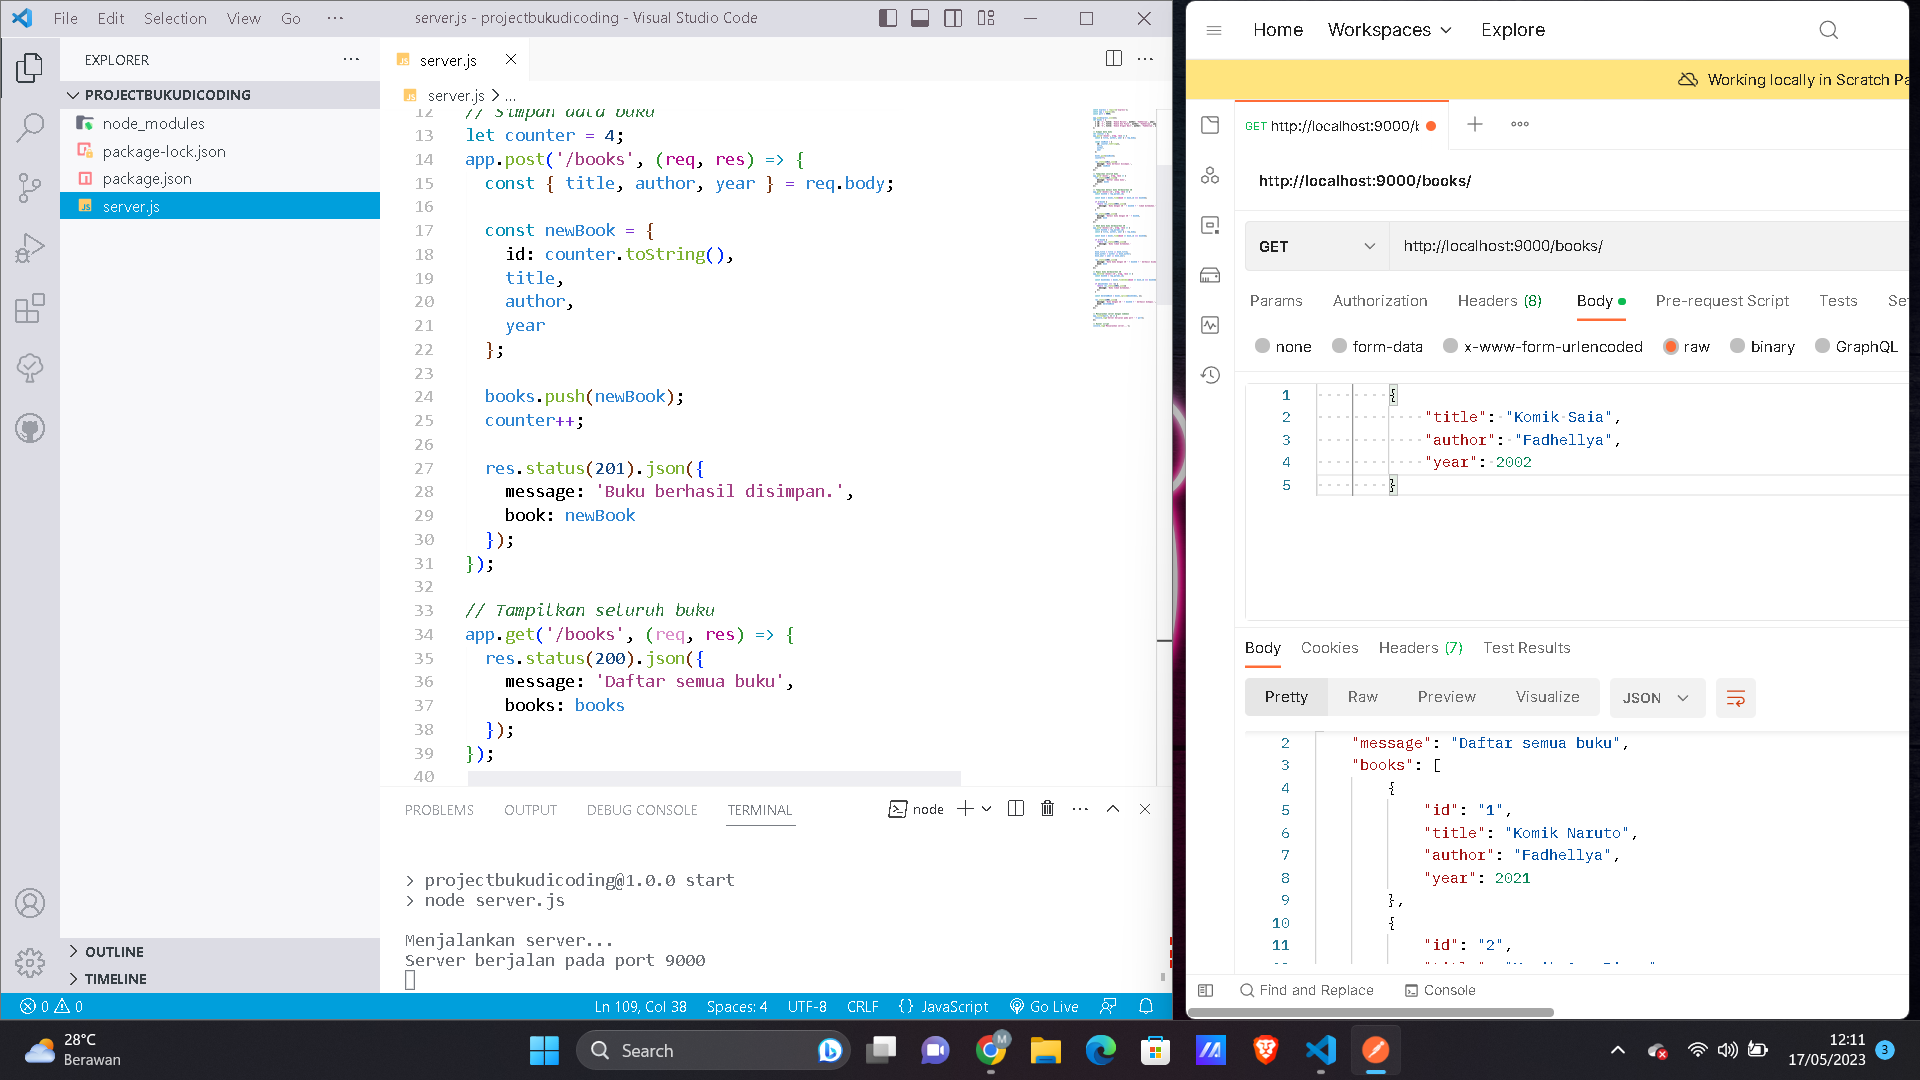 File Edit Selection View Go ···
server.js - projectbukudicoding - Visual Studio Code
EXPLORER
PROJECTBUKUDICODING
node_modules
package-lock.json
package.json
server.js
OUTLINE
TIMELINE
server.js
server.js > ...
12 // Simpan data buku
13 let counter = 4;
14 app.post('/books', (req, res) => {
15 const { title, author, year } = req.body;
16
17 const newBook = {
18 id: counter.toString(),
19 title,
20 author,
21 year
22 };
23
24 books.push(newBook);
25 counter++;
26
27 res.status(201).json({
28 message: 'Buku berhasil disimpan.',
29 book: newBook
30 });
31 });
32
33 // Tampilkan seluruh buku
34 app.get('/books', (req, res) => {
35 res.status(200).json({
36 message: 'Daftar semua buku',
37 books: books
38 });
39 });
40
PROBLEMS OUTPUT DEBUG CONSOLE TERMINAL
node
> projectbukudicoding@1.0.0 start
> node server.js
Menjalankan server...
Server berjalan pada port 9000
0 0
Ln 109, Col 38 Spaces: 4 UTF-8 CRLF {} JavaScript Go Live
Home Workspaces Explore
Working locally in Scratch Pa
GET http://localhost:9000/b
http://localhost:9000/books/
GET http://localhost:9000/books/
Params Authorization Headers (8) Body Pre-request Script Tests Se
none form-data x-www-form-urlencoded raw binary GraphQL
1 {
2 "title": "Komik Saia",
3 "author": "Fadhellya",
4 "year": 2002
5 }
Body Cookies Headers (7) Test Results
Pretty Raw Preview Visualize JSON
2 "message": "Daftar semua buku",
3 "books": [
4 {
5 "id": "1",
6 "title": "Komik Naruto",
7 "author": "Fadhellya",
8 "year": 2021
9 },
10 {
11 "id": "2",
Find and Replace Console
28°C
Berawan
Search
M
12:11
17/05/2023
3